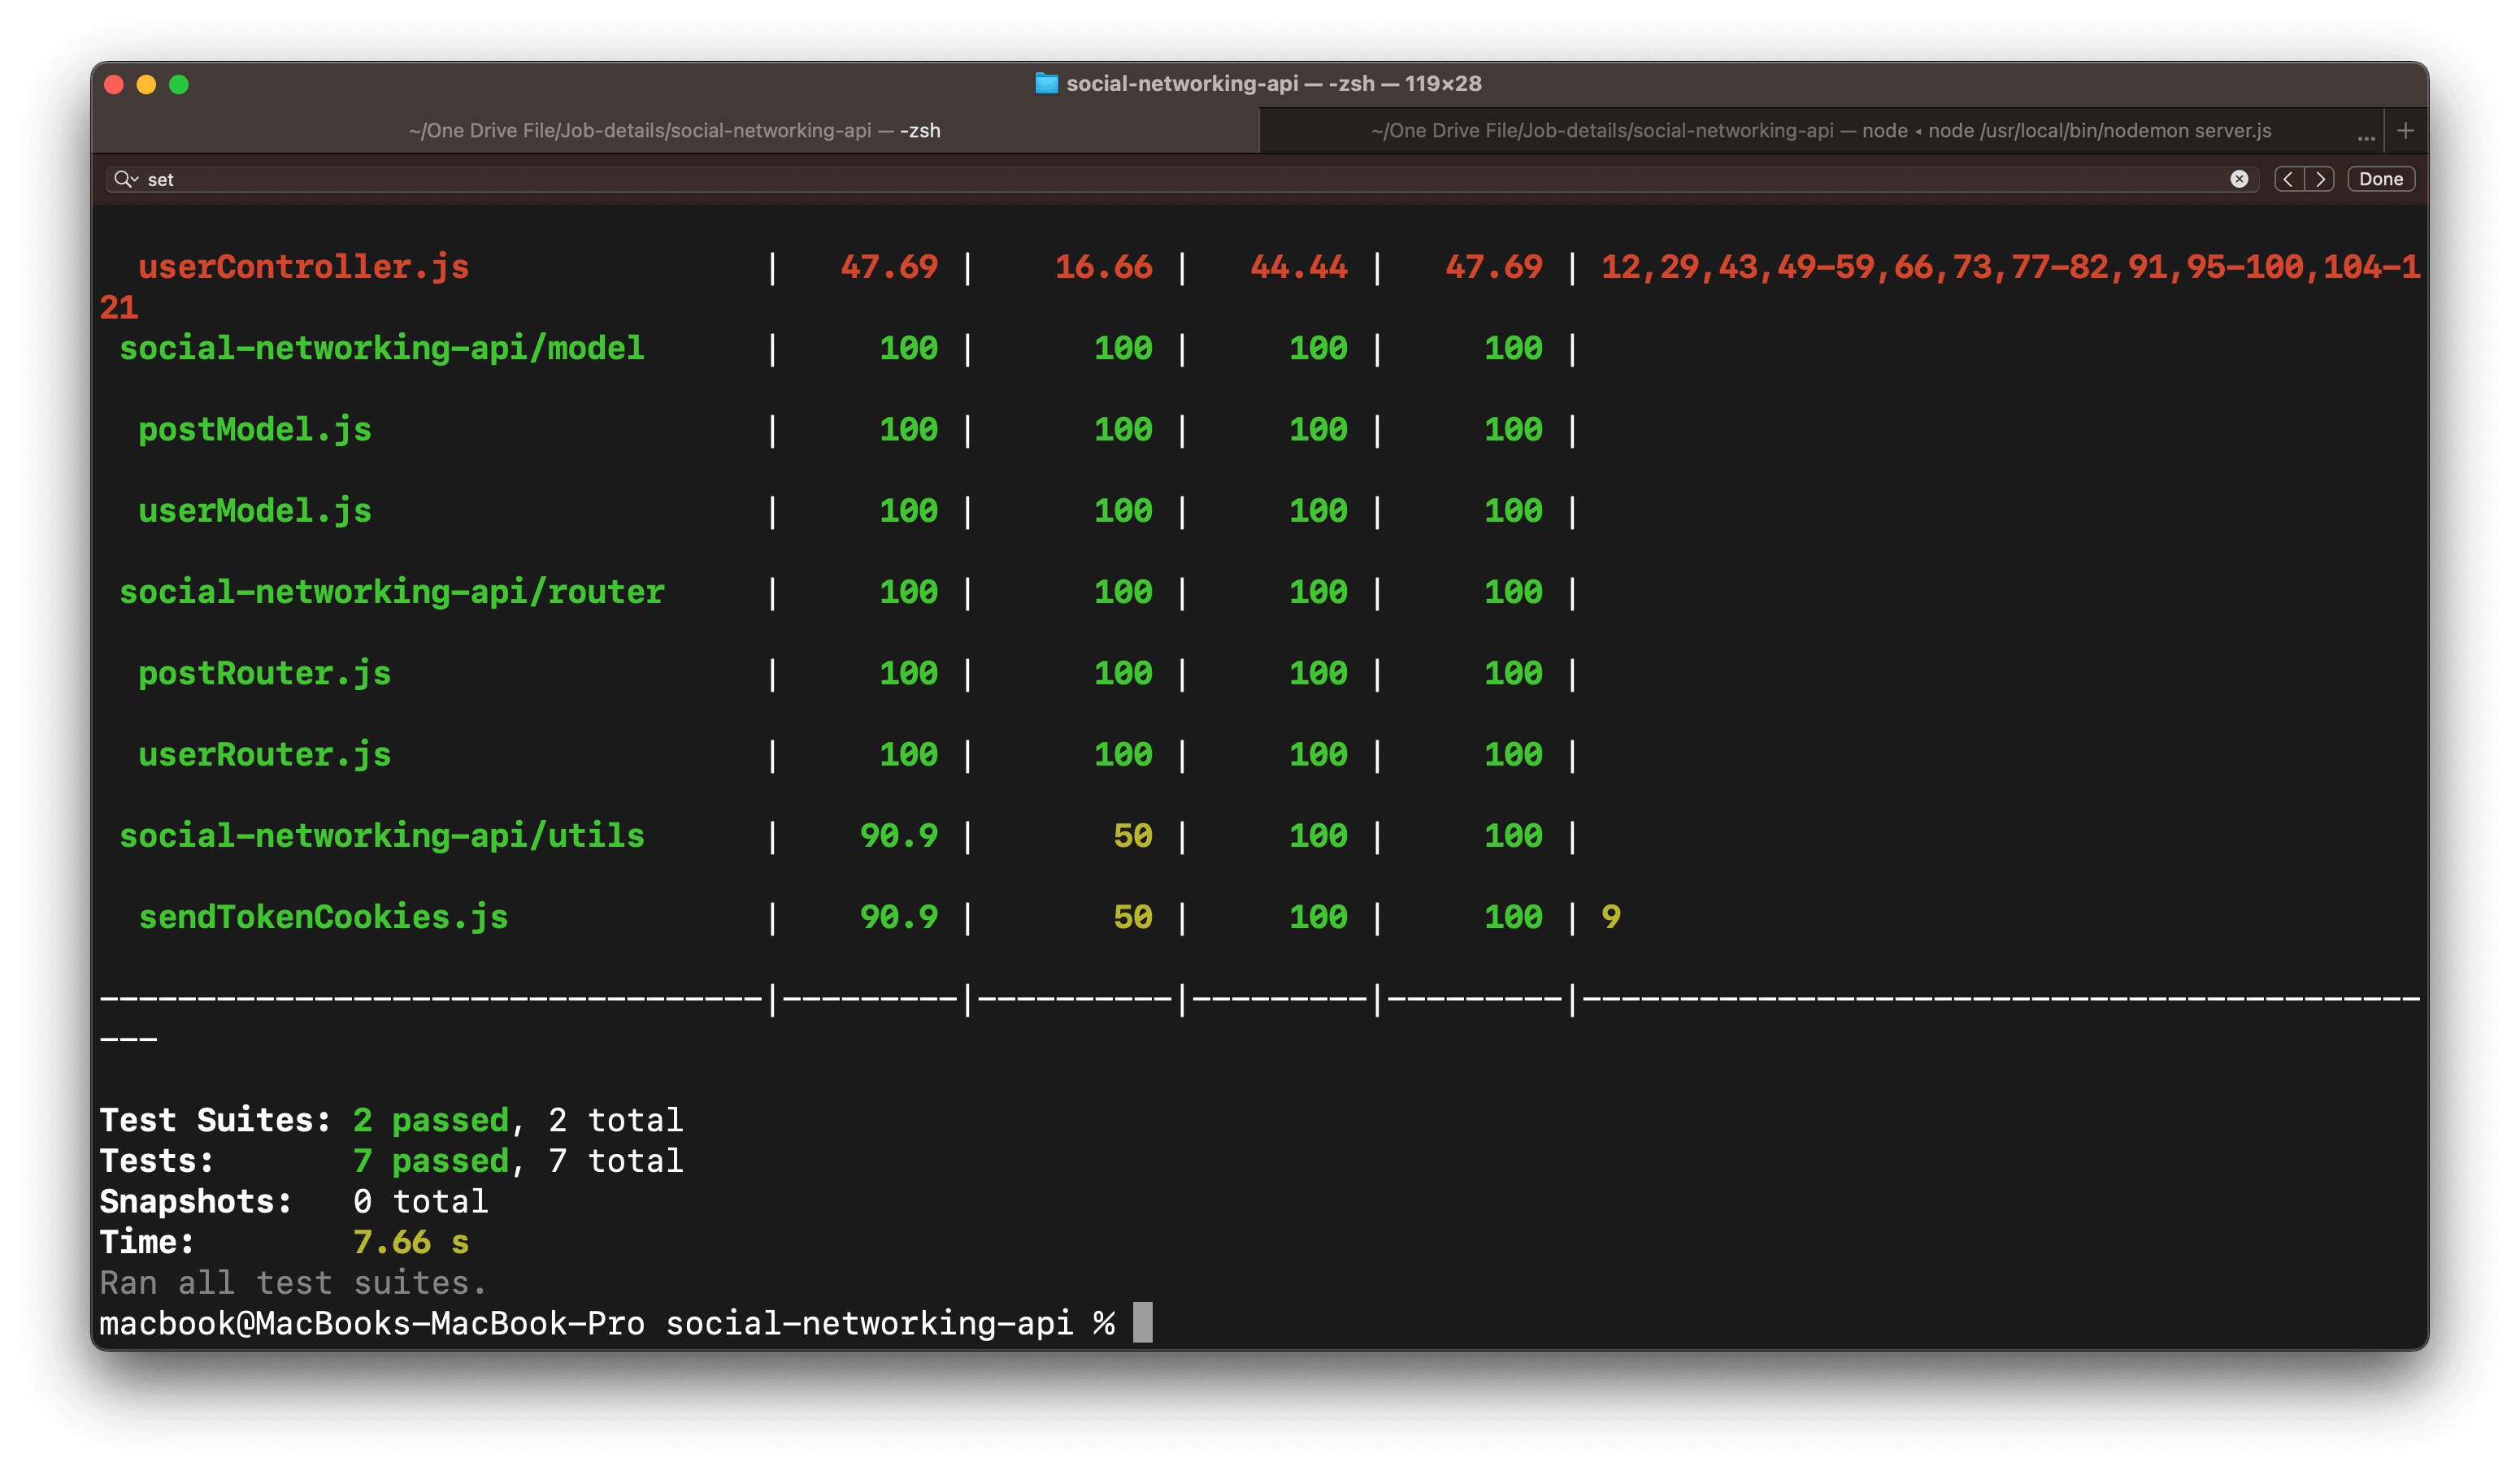 social-networking-api — -zsh — 119×28
~/One Drive File/Job-details/social-networking-api — -zsh
~/One Drive File/Job-details/social-networking-api — node ◂ node /usr/local/bin/nodemon server.js ... +
set
Done
userController.js | 47.69 | 16.66 | 44.44 | 47.69 | 12,29,43,49-59,66,73,77-82,91,95-100,104-1
21
social-networking-api/model | 100 | 100 | 100 | 100 |
postModel.js | 100 | 100 | 100 | 100 |
userModel.js | 100 | 100 | 100 | 100 |
social-networking-api/router | 100 | 100 | 100 | 100 |
postRouter.js | 100 | 100 | 100 | 100 |
userRouter.js | 100 | 100 | 100 | 100 |
social-networking-api/utils | 90.9 | 50 | 100 | 100 |
sendTokenCookies.js | 90.9 | 50 | 100 | 100 | 9
----------------------------------|---------|----------|---------|---------|-------------------------------------------
---
Test Suites: 2 passed, 2 total
Tests: 7 passed, 7 total
Snapshots: 0 total
Time: 7.66 s
Ran all test suites.
macbook@MacBooks-MacBook-Pro social-networking-api %